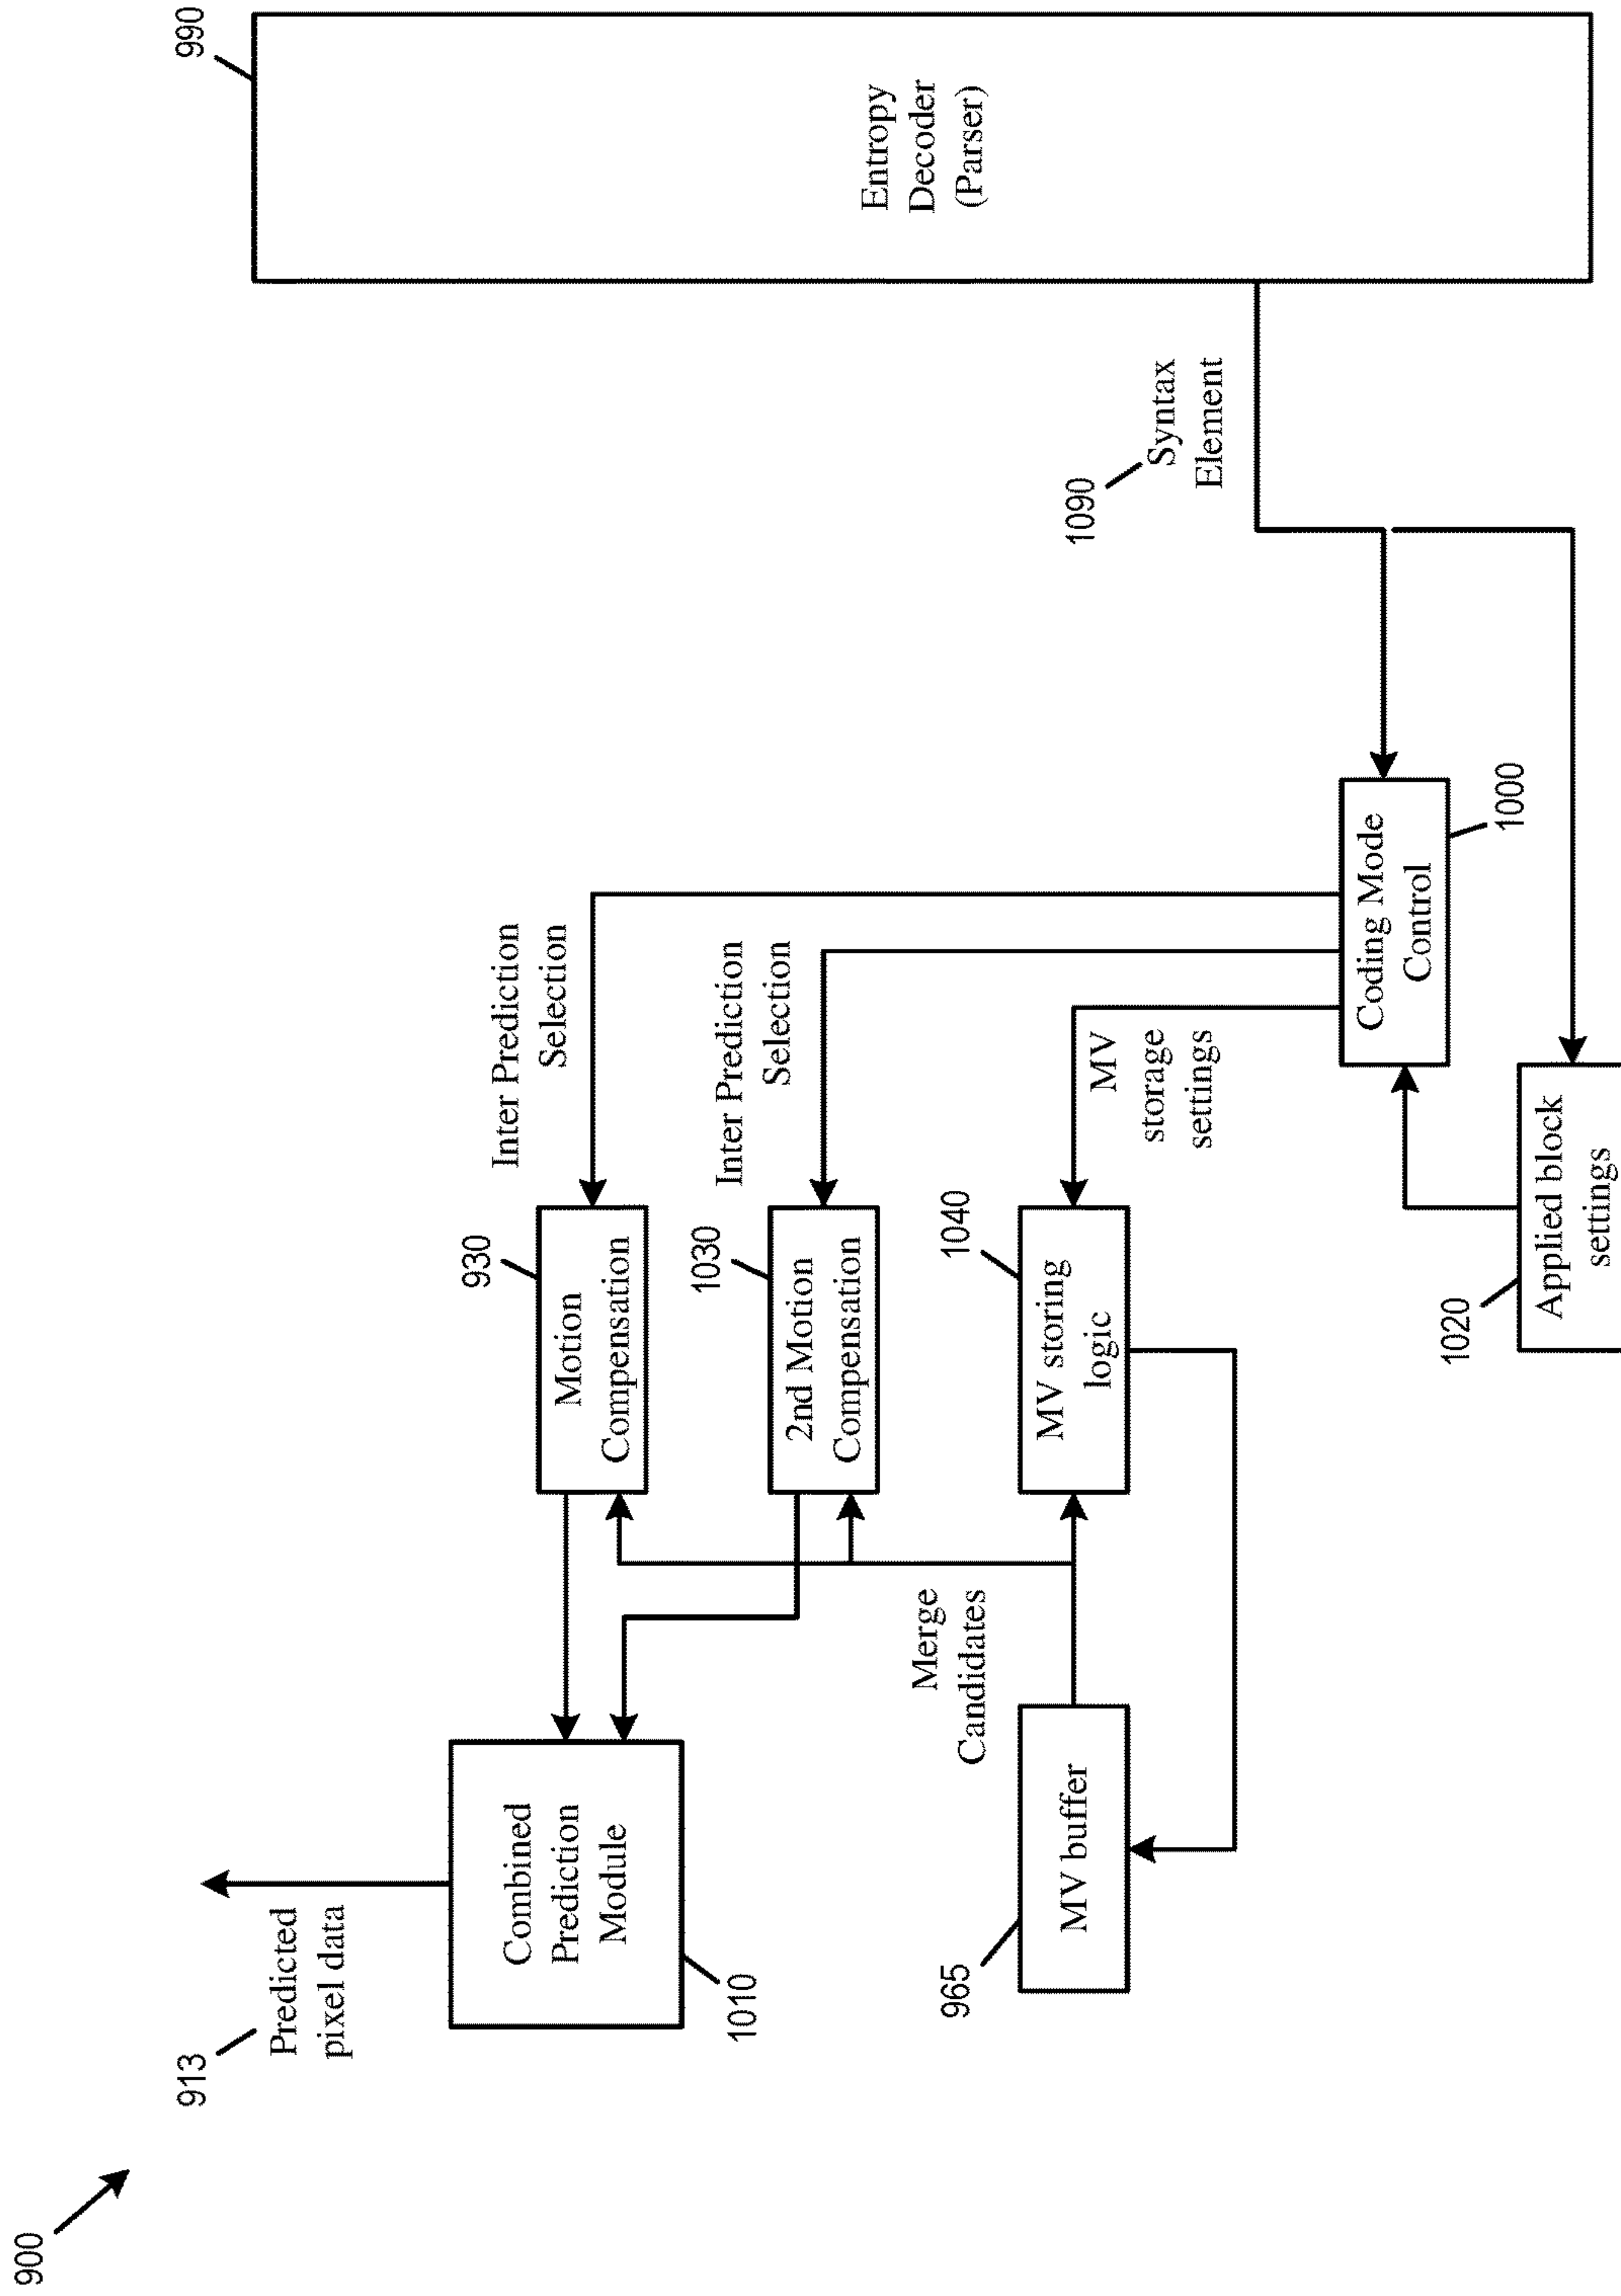 900
913
Predicted
pixel data
Combined
Prediction
Module
1010
965
MV buffer
Merge
Candidates
930
Motion
Compensation
1030
2nd Motion
Compensation
1040
MV storing
logic
Inter Prediction
Selection
Inter Prediction
Selection
MV
storage
settings
1020
Applied block
settings
Coding Mode
Control
1000
1090
Syntax
Element
990
Entropy
Decoder
(Parser)